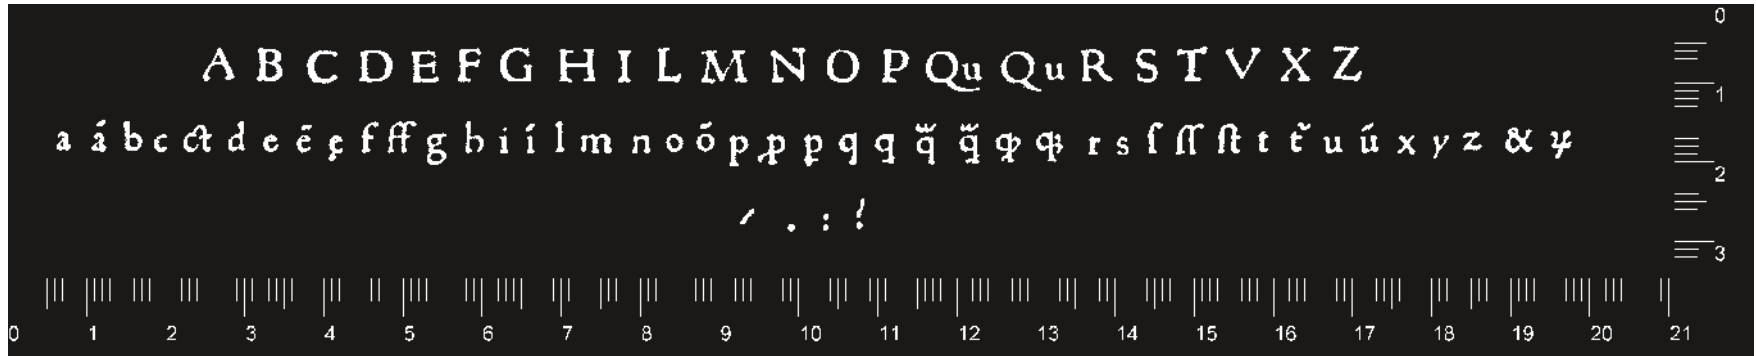 A B C D E F G H I L M N O P Qu Qu R S T V X Z
a á b c ct d e ē ę f ff g h i í l m n o ó p ꝓ ꝑ q ꝗ q̃ ꝗ̃ ꝙ ꝙ r s ſ ſſ ſt t t̃ u ú x y z & ψ
/ . : ?
0 1 2 3 4 5 6 7 8 9 10 11 12 13 14 15 16 17 18 19 20 21
0
1
2
3